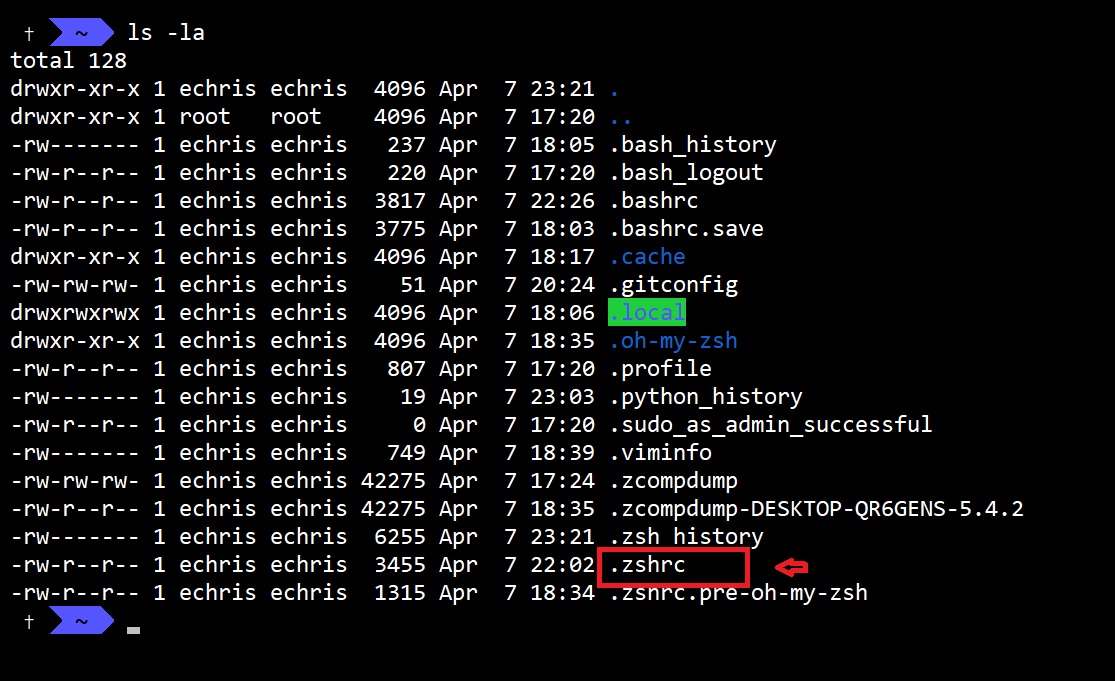 † ~ ls -la
total 128
drwxr-xr-x 1 echris echris  4096 Apr  7 23:21 .
drwxr-xr-x 1 root   root    4096 Apr  7 17:20 ..
-rw------- 1 echris echris   237 Apr  7 18:05 .bash_history
-rw-r--r-- 1 echris echris   220 Apr  7 17:20 .bash_logout
-rw-r--r-- 1 echris echris  3817 Apr  7 22:26 .bashrc
-rw-r--r-- 1 echris echris  3775 Apr  7 18:03 .bashrc.save
drwxr-xr-x 1 echris echris  4096 Apr  7 18:17 .cache
-rw-rw-rw- 1 echris echris    51 Apr  7 20:24 .gitconfig
drwxrwxrwx 1 echris echris  4096 Apr  7 18:06 .local
drwxr-xr-x 1 echris echris  4096 Apr  7 18:35 .oh-my-zsh
-rw-r--r-- 1 echris echris   807 Apr  7 17:20 .profile
-rw------- 1 echris echris    19 Apr  7 23:03 .python_history
-rw-r--r-- 1 echris echris     0 Apr  7 17:20 .sudo_as_admin_successful
-rw------- 1 echris echris   749 Apr  7 18:39 .viminfo
-rw-rw-rw- 1 echris echris 42275 Apr  7 17:24 .zcompdump
-rw-r--r-- 1 echris echris 42275 Apr  7 18:35 .zcompdump-DESKTOP-QR6GENS-5.4.2
-rw------- 1 echris echris  6255 Apr  7 23:21 .zsh_history
-rw-r--r-- 1 echris echris  3455 Apr  7 22:02 .zshrc
-rw-r--r-- 1 echris echris  1315 Apr  7 18:34 .zshrc.pre-oh-my-zsh
† ~